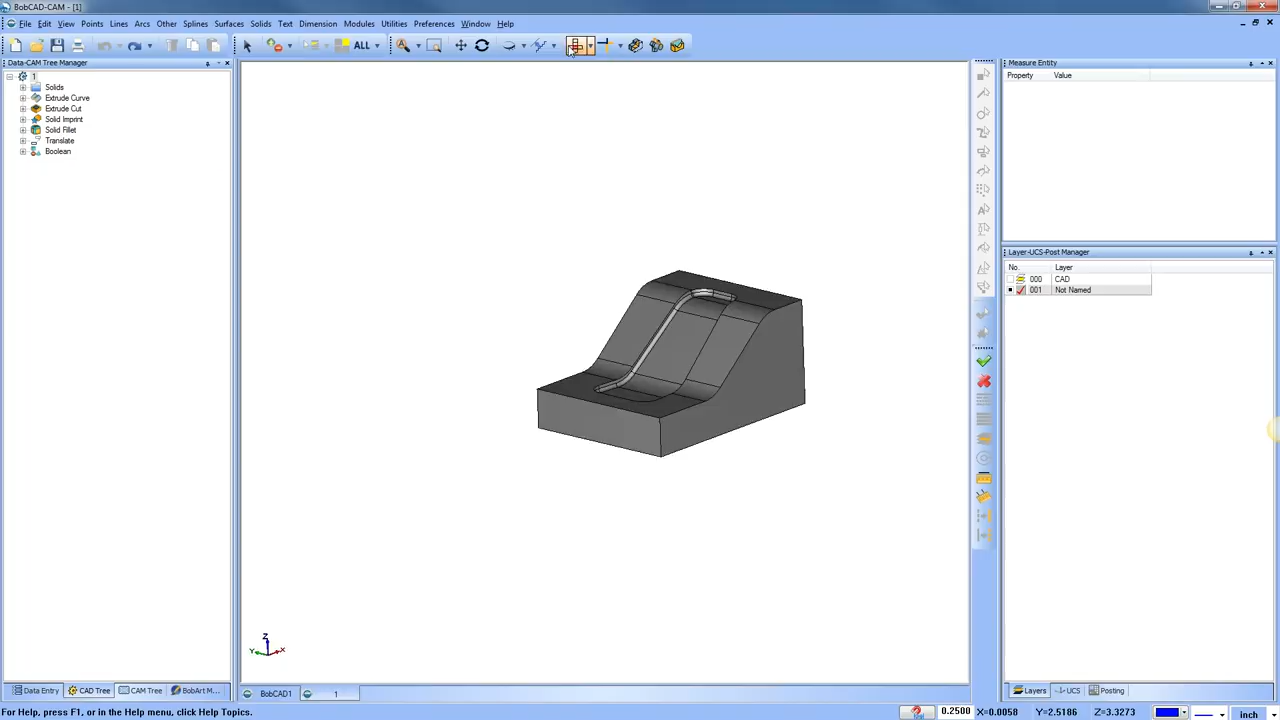 BobCAD-CAM - [1]
File Edit View Points Lines Arcs Other Splines Surfaces Solids Text Dimension Modules Utilities Preferences Window Help
ALL
Data-CAM Tree Manager
1
Solids
Extrude Curve
Extrude Cut
Solid Imprint
Solid Fillet
Translate
Boolean
Z
Y X
Measure Entity
Property Value
Layer-UCS-Post Manager
No. Layer
000 CAD
001 Not Named
Data Entry CAD Tree CAM Tree BobArt M...
BobCAD1 1
Layers UCS Posting
For Help, press F1, or in the Help menu, click Help Topics.
0.2500 X=0.0058 Y=2.5186 Z=3.3273 inch